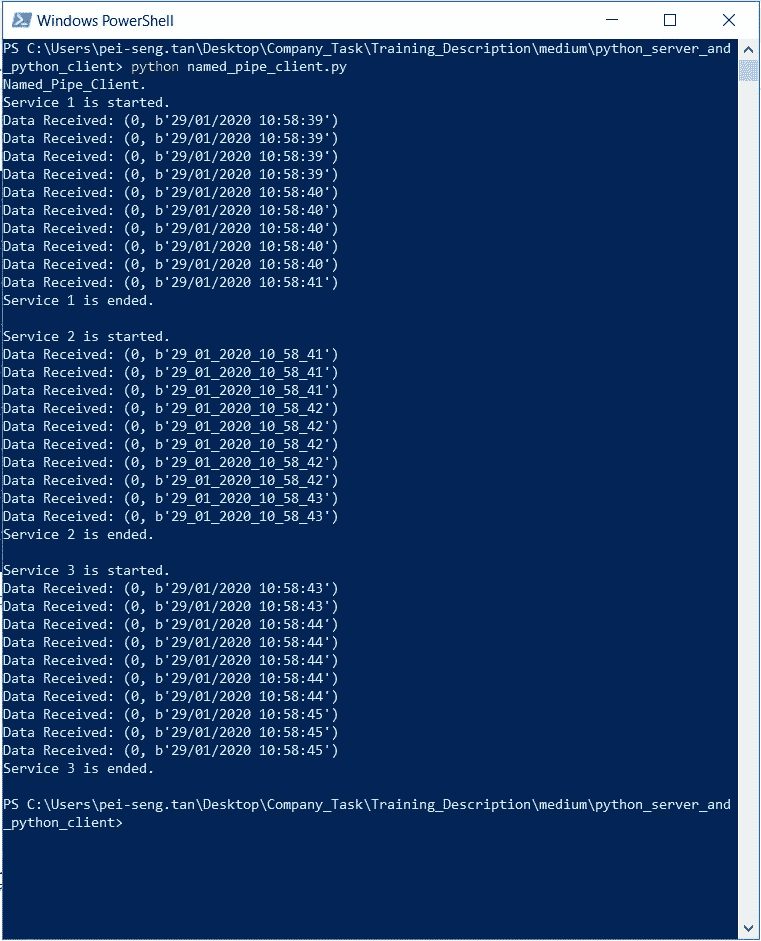 Windows PowerShell
PS C:\Users\pei-seng.tan\Desktop\Company_Task\Training_Description\medium\python_server_and
_python_client> python named_pipe_client.py
Named_Pipe_Client.
Service 1 is started.
Data Received: (0, b'29/01/2020 10:58:39')
Data Received: (0, b'29/01/2020 10:58:39')
Data Received: (0, b'29/01/2020 10:58:39')
Data Received: (0, b'29/01/2020 10:58:39')
Data Received: (0, b'29/01/2020 10:58:40')
Data Received: (0, b'29/01/2020 10:58:40')
Data Received: (0, b'29/01/2020 10:58:40')
Data Received: (0, b'29/01/2020 10:58:40')
Data Received: (0, b'29/01/2020 10:58:40')
Data Received: (0, b'29/01/2020 10:58:41')
Service 1 is ended.
Service 2 is started.
Data Received: (0, b'29_01_2020_10_58_41')
Data Received: (0, b'29_01_2020_10_58_41')
Data Received: (0, b'29_01_2020_10_58_41')
Data Received: (0, b'29_01_2020_10_58_42')
Data Received: (0, b'29_01_2020_10_58_42')
Data Received: (0, b'29_01_2020_10_58_42')
Data Received: (0, b'29_01_2020_10_58_42')
Data Received: (0, b'29_01_2020_10_58_42')
Data Received: (0, b'29_01_2020_10_58_43')
Data Received: (0, b'29_01_2020_10_58_43')
Service 2 is ended.
Service 3 is started.
Data Received: (0, b'29/01/2020 10:58:43')
Data Received: (0, b'29/01/2020 10:58:43')
Data Received: (0, b'29/01/2020 10:58:44')
Data Received: (0, b'29/01/2020 10:58:44')
Data Received: (0, b'29/01/2020 10:58:44')
Data Received: (0, b'29/01/2020 10:58:44')
Data Received: (0, b'29/01/2020 10:58:44')
Data Received: (0, b'29/01/2020 10:58:45')
Data Received: (0, b'29/01/2020 10:58:45')
Data Received: (0, b'29/01/2020 10:58:45')
Service 3 is ended.
PS C:\Users\pei-seng.tan\Desktop\Company_Task\Training_Description\medium\python_server_and
_python_client>